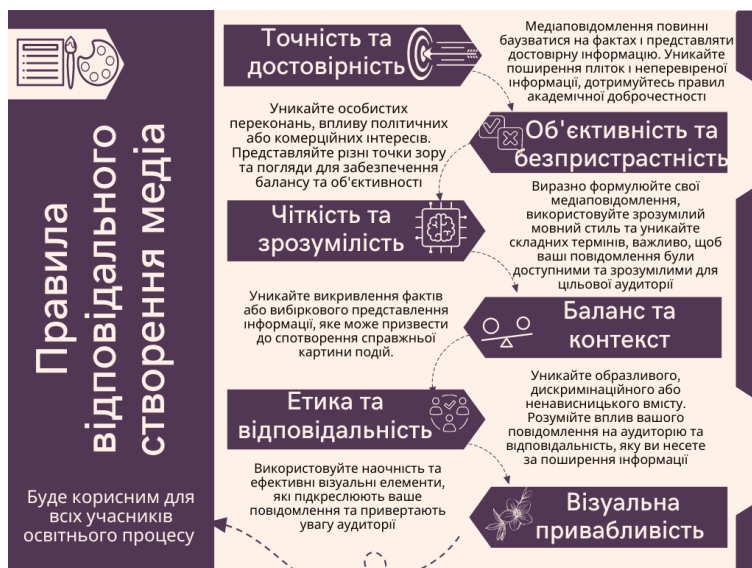 Правила
відповідального
створення медіа
Буде корисним для
всіх учасників
освітнього процесу
Точність та
достовірність
Медіаповідомлення повинні
баузватися на фактах і представляти
достовірну інформацію. Уникайте
поширення пліток і неперевіреної
інформації, дотримуйтесь правил
академічної доброчестності
Об'єктивність та
безпристрастність
Уникайте особистих
переконань, впливу політичних
або комерційних інтересів.
Представляйте різні точки зору
та погляди для забезпечення
балансу та об'єктивності
Чіткість та
зрозумілість
Виразно формулюйте свої
медіаповідомлення,
використовуйте зрозумілий
мовний стиль та уникайте
складних термінів, важливо, щоб
ваші повідомлення були
доступними та зрозумілими для
цільової аудиторії
Баланс та
контекст
Уникайте викривлення фактів
або вибіркового представлення
інформації, яке може призвести
до спотворення справжньої
картини подій.
Етика та
відповідальність
Уникайте образливого,
дискримінаційного або
ненависницького вмісту.
Розумійте вплив вашого
повідомлення на аудиторію та
відповідальність, яку ви несете
за поширення інформації
Візуальна
привабливість
Використовуйте наочність та
ефективні візуальні елементи,
які підкреслюють ваше
повідомлення та привертають
увагу аудиторії